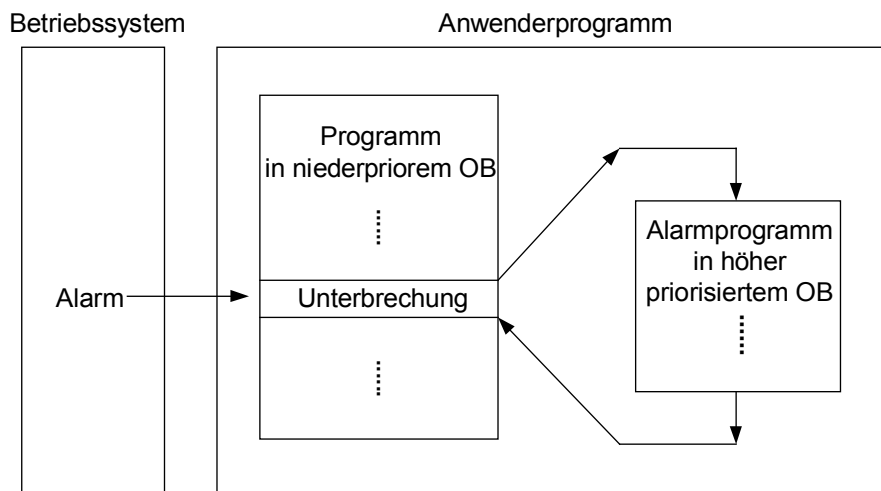 Betriebssystem
Anwenderprogramm
Programm
in niederpriorem OB
Alarm
Unterbrechung
Alarmprogramm
in höher
priorisiertem OB